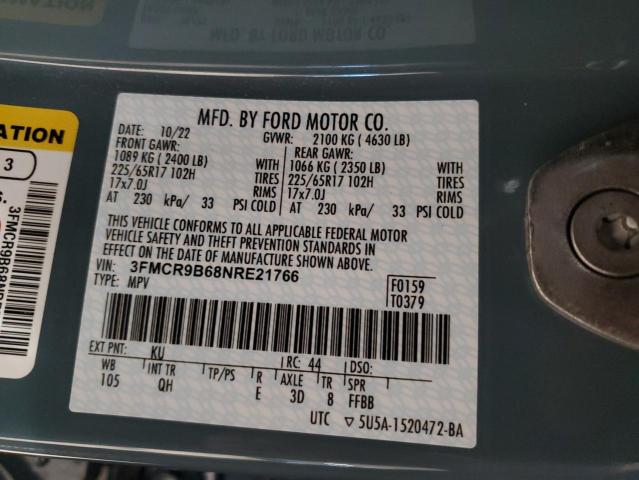 MFD. BY FORD MOTOR CO.
DATE: 10/22 GVWR: 2100 KG ( 4630 LB)
FRONT GAWR: REAR GAWR:
1089 KG ( 2400 LB) WITH 1066 KG ( 2350 LB) WITH
225/65R17 102H TIRES 225/65R17 102H TIRES
17x7.0J RIMS 17x7.0J RIMS
AT 230 kPa/ 33 PSI COLD AT 230 kPa/ 33 PSI COLD
THIS VEHICLE CONFORMS TO ALL APPLICABLE FEDERAL MOTOR
VEHICLE SAFETY AND THEFT PREVENTION STANDARDS IN
EFFECT ON THE DATE OF MANUFACTURE SHOWN ABOVE.
VIN: 3FMCR9B68NRE21766 F0159
TYPE: MPV T0379
EXT PNT: KU RC: 44 DSO:
WB INT TR TP/PS R AXLE TR SPR
105 QH E 3D 8 FFBB
UTC ▽ 5U5A-1520472-BA
ATION
3